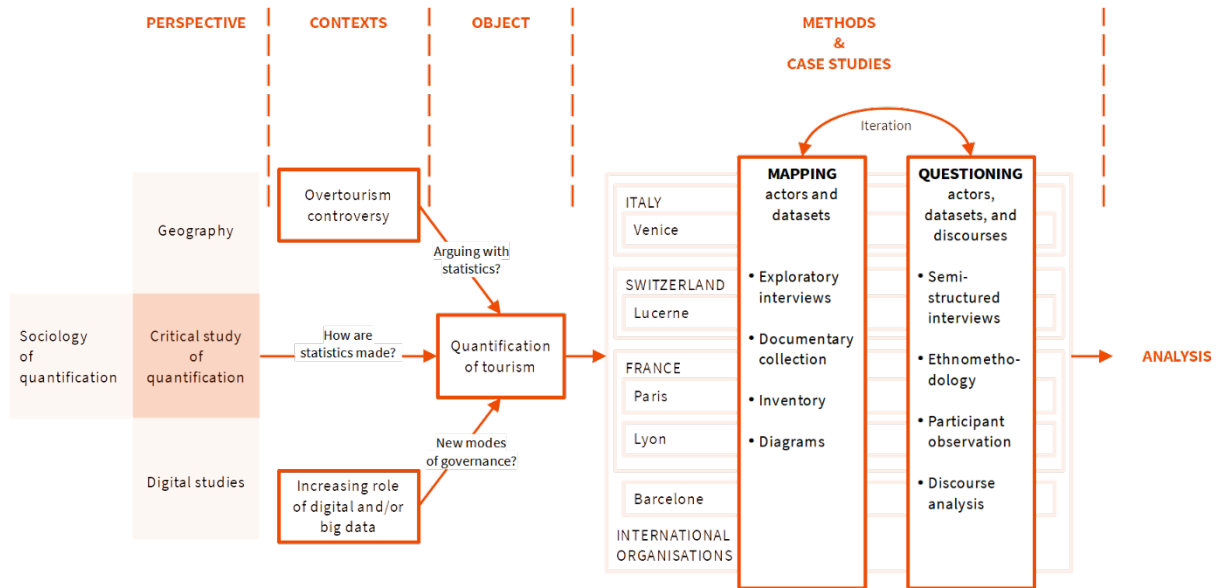 PERSPECTIVE
CONTEXTS
OBJECT
METHODS
&
CASE STUDIES
Iteration
Geography
Sociology
of
quantification
Critical study
of
quantification
Digital studies
Overtourism
controversy
Arguing with
statistics?
How are
statistics made?
New modes
of governance?
Increasing role
of digital and/or
big data
Quantification
of tourism
ITALY
Venice
SWITZERLAND
Lucerne
FRANCE
Paris
Lyon
Barcelone
INTERNATIONAL
ORGANISATIONS
MAPPING
actors and
datasets
• Exploratory
interviews
• Documentary
collection
• Inventory
• Diagrams
QUESTIONING
actors,
datasets, and
discourses
• Semi-
structured
interviews
• Ethnometho-
dology
• Participant
observation
• Discourse
analysis
ANALYSIS